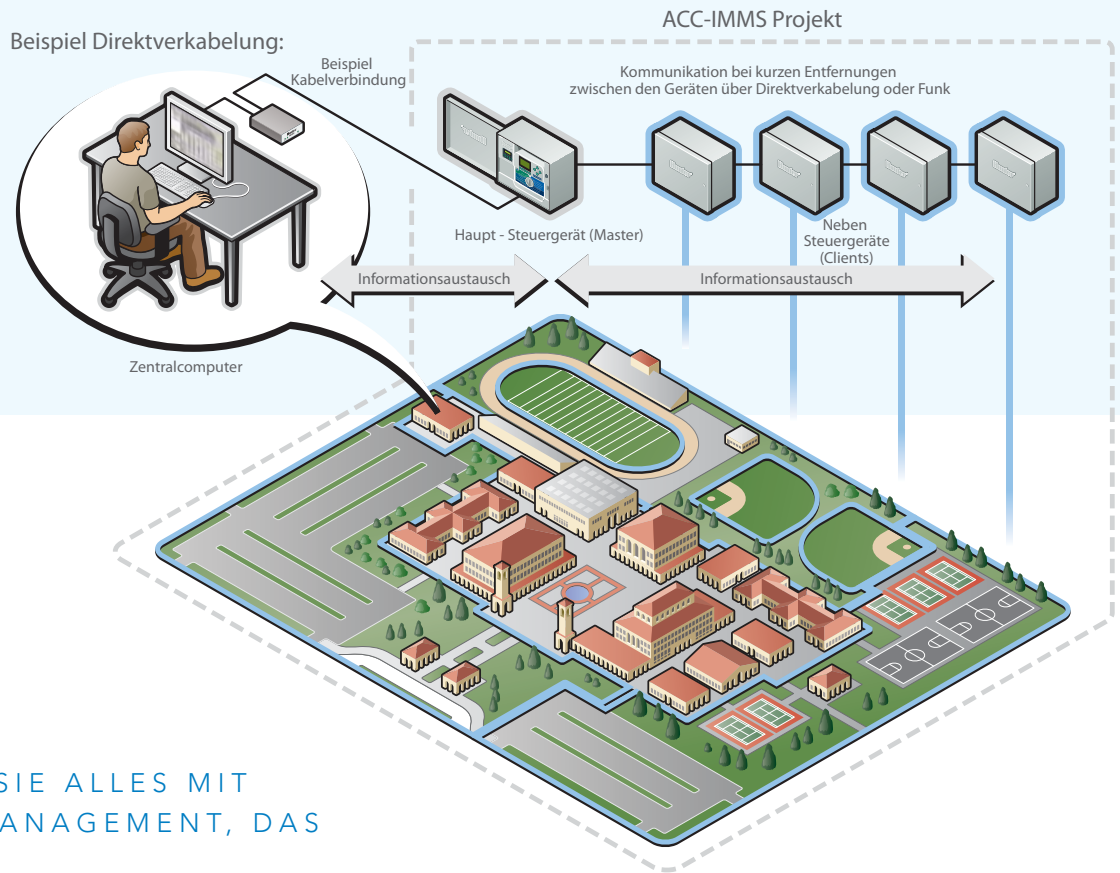 ACC-IMMS Projekt
Beispiel Direktverkabelung:
Beispiel
Kabelverbindung
Kommunikation bei kurzen Entfernungen
zwischen den Geräten über Direktverkabelung oder Funk
Haupt - Steuergerät (Master)
Neben
Steuergeräte
(Clients)
Informationsaustausch
Informationsaustausch
Zentralcomputer
SIE ALLES MIT
ANAGEMENT, DAS